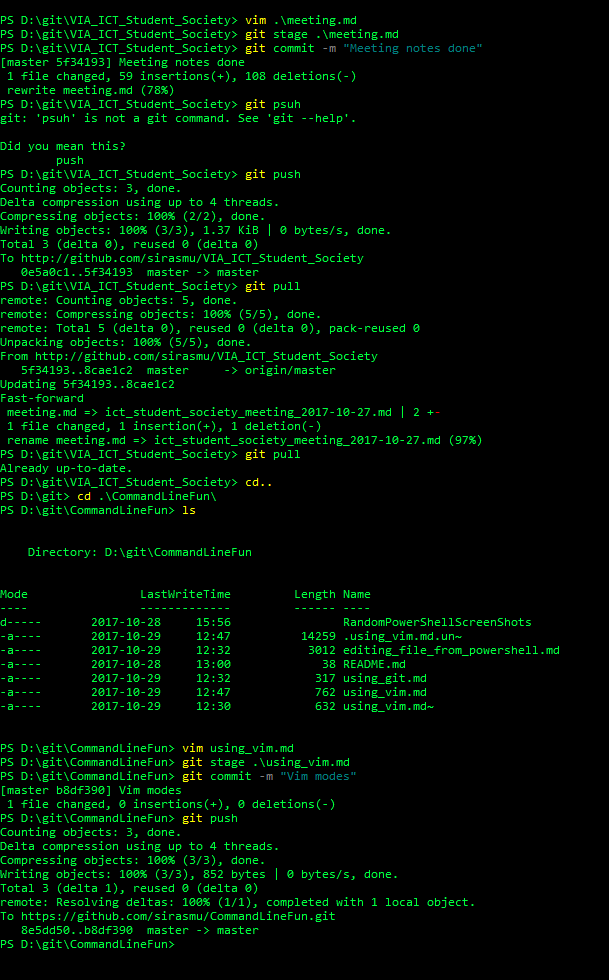 PS D:\git\VIA_ICT_Student_Society> vim .\meeting.md
PS D:\git\VIA_ICT_Student_Society> git stage .\meeting.md
PS D:\git\VIA_ICT_Student_Society> git commit -m "Meeting notes done"
[master 5f34193] Meeting notes done
 1 file changed, 59 insertions(+), 108 deletions(-)
 rewrite meeting.md (78%)
PS D:\git\VIA_ICT_Student_Society> git psuh
git: 'psuh' is not a git command. See 'git --help'.

Did you mean this?
        push
PS D:\git\VIA_ICT_Student_Society> git push
Counting objects: 3, done.
Delta compression using up to 4 threads.
Compressing objects: 100% (2/2), done.
Writing objects: 100% (3/3), 1.37 KiB | 0 bytes/s, done.
Total 3 (delta 0), reused 0 (delta 0)
To http://github.com/sirasmu/VIA_ICT_Student_Society
   0e5a0c1..5f34193  master -> master
PS D:\git\VIA_ICT_Student_Society> git pull
remote: Counting objects: 5, done.
remote: Compressing objects: 100% (5/5), done.
remote: Total 5 (delta 0), reused 0 (delta 0), pack-reused 0
Unpacking objects: 100% (5/5), done.
From http://github.com/sirasmu/VIA_ICT_Student_Society
   5f34193..8cae1c2  master     -> origin/master
Updating 5f34193..8cae1c2
Fast-forward
 meeting.md => ict_student_society_meeting_2017-10-27.md | 2 +-
 1 file changed, 1 insertion(+), 1 deletion(-)
 rename meeting.md => ict_student_society_meeting_2017-10-27.md (97%)
PS D:\git\VIA_ICT_Student_Society> git pull
Already up-to-date.
PS D:\git\VIA_ICT_Student_Society> cd..
PS D:\git> cd .\CommandLineFun\
PS D:\git\CommandLineFun> ls

    Directory: D:\git\CommandLineFun

Mode                LastWriteTime         Length Name
----                -------------         ------ ----
d-----       2017-10-28     15:56                RandomPowerShellScreenShots
-a----       2017-10-29     12:47          14259 .using_vim.md.un~
-a----       2017-10-29     12:32           3012 editing_file_from_powershell.md
-a----       2017-10-28     13:00             38 README.md
-a----       2017-10-29     12:32            317 using_git.md
-a----       2017-10-29     12:47            762 using_vim.md
-a----       2017-10-29     12:30            632 using_vim.md~

PS D:\git\CommandLineFun> vim using_vim.md
PS D:\git\CommandLineFun> git stage .\using_vim.md
PS D:\git\CommandLineFun> git commit -m "Vim modes"
[master b8df390] Vim modes
 1 file changed, 0 insertions(+), 0 deletions(-)
PS D:\git\CommandLineFun> git push
Counting objects: 3, done.
Delta compression using up to 4 threads.
Compressing objects: 100% (3/3), done.
Writing objects: 100% (3/3), 852 bytes | 0 bytes/s, done.
Total 3 (delta 1), reused 0 (delta 0)
remote: Resolving deltas: 100% (1/1), completed with 1 local object.
To https://github.com/sirasmu/CommandLineFun.git
   8e5dd50..b8df390  master -> master
PS D:\git\CommandLineFun>